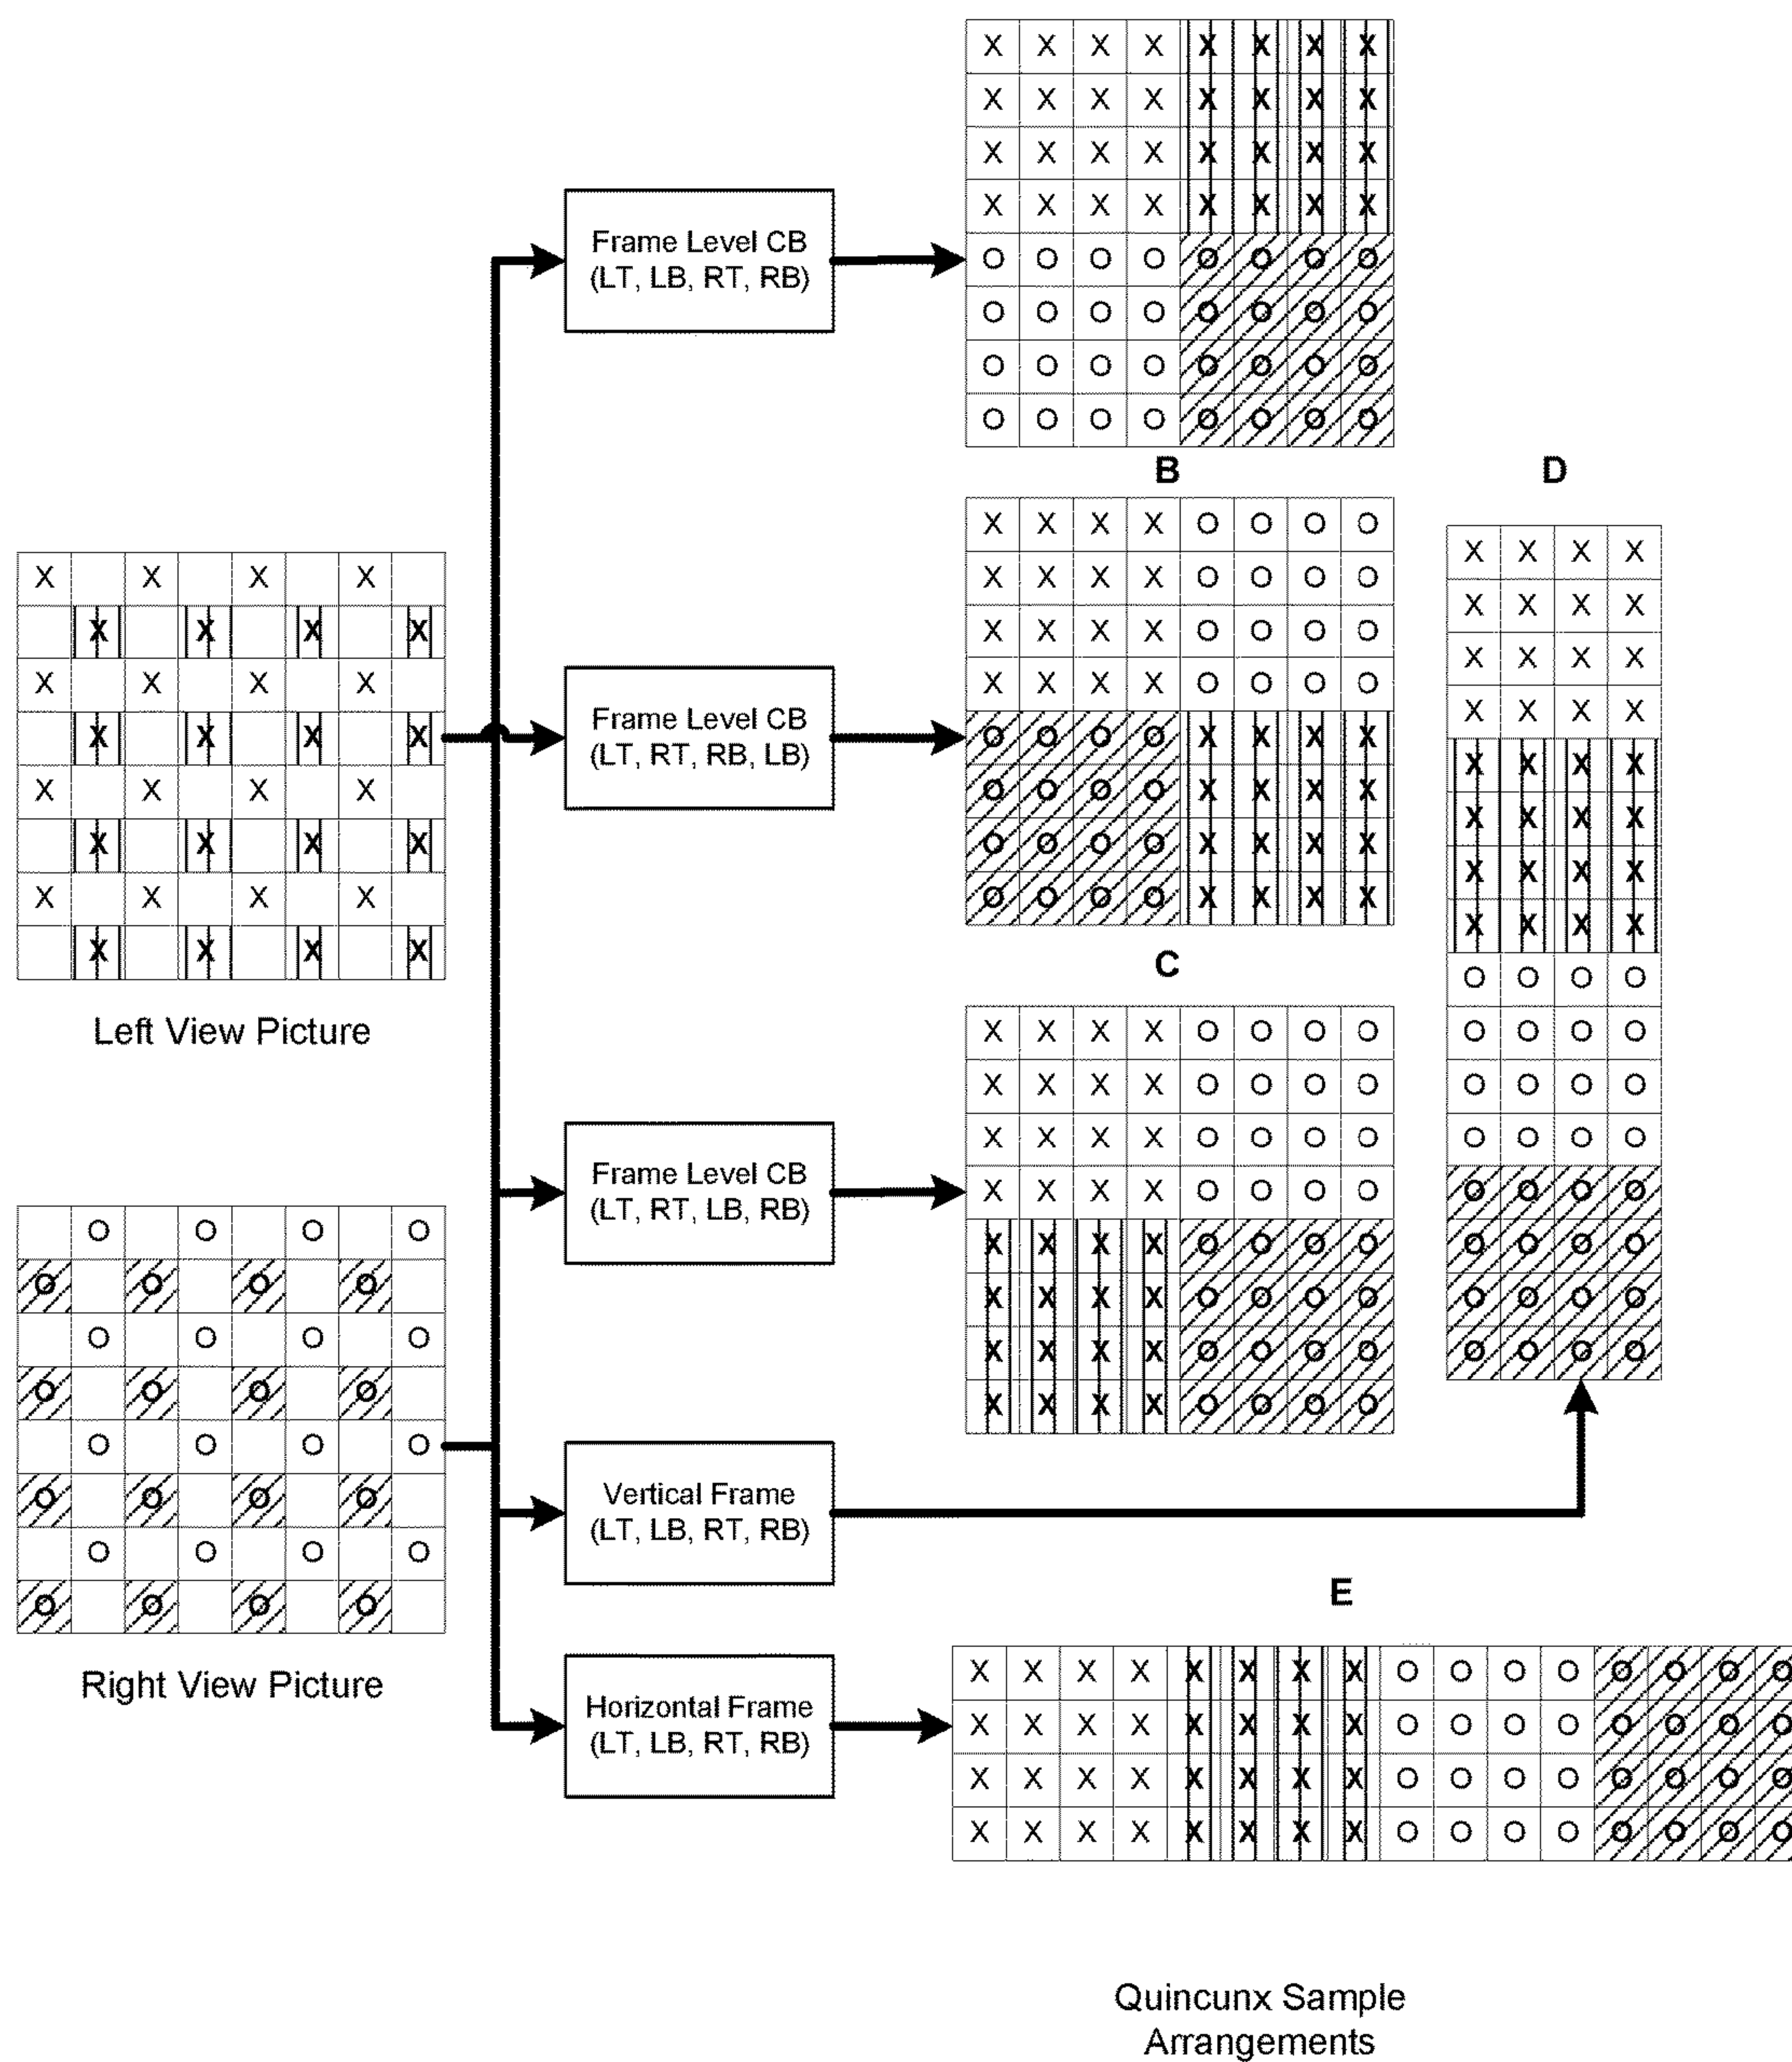 X X X X X X X X
X X X X X X X X
X X X X X X X X
X X X X X X X X
O O O O O O O O
O O O O O O O O
O O O O O O O O
O O O O O O O O
Frame Level CB
(LT, LB, RT, RB)
B
X X X X O O O O
X X X X O O O O
X X X X O O O O
X X X X O O O O
O O O O X X X X
O O O O X X X X
O O O O X X X X
O O O O X X X X
D
X X X X
X X X X
X X X X
X X X X
X X X X
X X X X
X X X X
X X X X
O O O O
O O O O
O O O O
O O O O
O O O O
O O O O
O O O O
O O O O
X X X X
X X X X
X X X X
X X X X
X X X X
X X X X
X X X X
X X X X
Left View Picture
Frame Level CB
(LT, RT, RB, LB)
C
X X X X O O O O
X X X X O O O O
X X X X O O O O
X X X X O O O O
X X X X O O O O
X X X X O O O O
X X X X O O O O
X X X X O O O O
Frame Level CB
(LT, RT, LB, RB)
O O O O
O O O O
O O O O
O O O O
O O O O
O O O O
O O O O
O O O O
Right View Picture
Vertical Frame
(LT, LB, RT, RB)
Horizontal Frame
(LT, LB, RT, RB)
E
X X X X X X X X O O O O O O O O
X X X X X X X X O O O O O O O O
X X X X X X X X O O O O O O O O
X X X X X X X X O O O O O O O O
Quincunx Sample
Arrangements